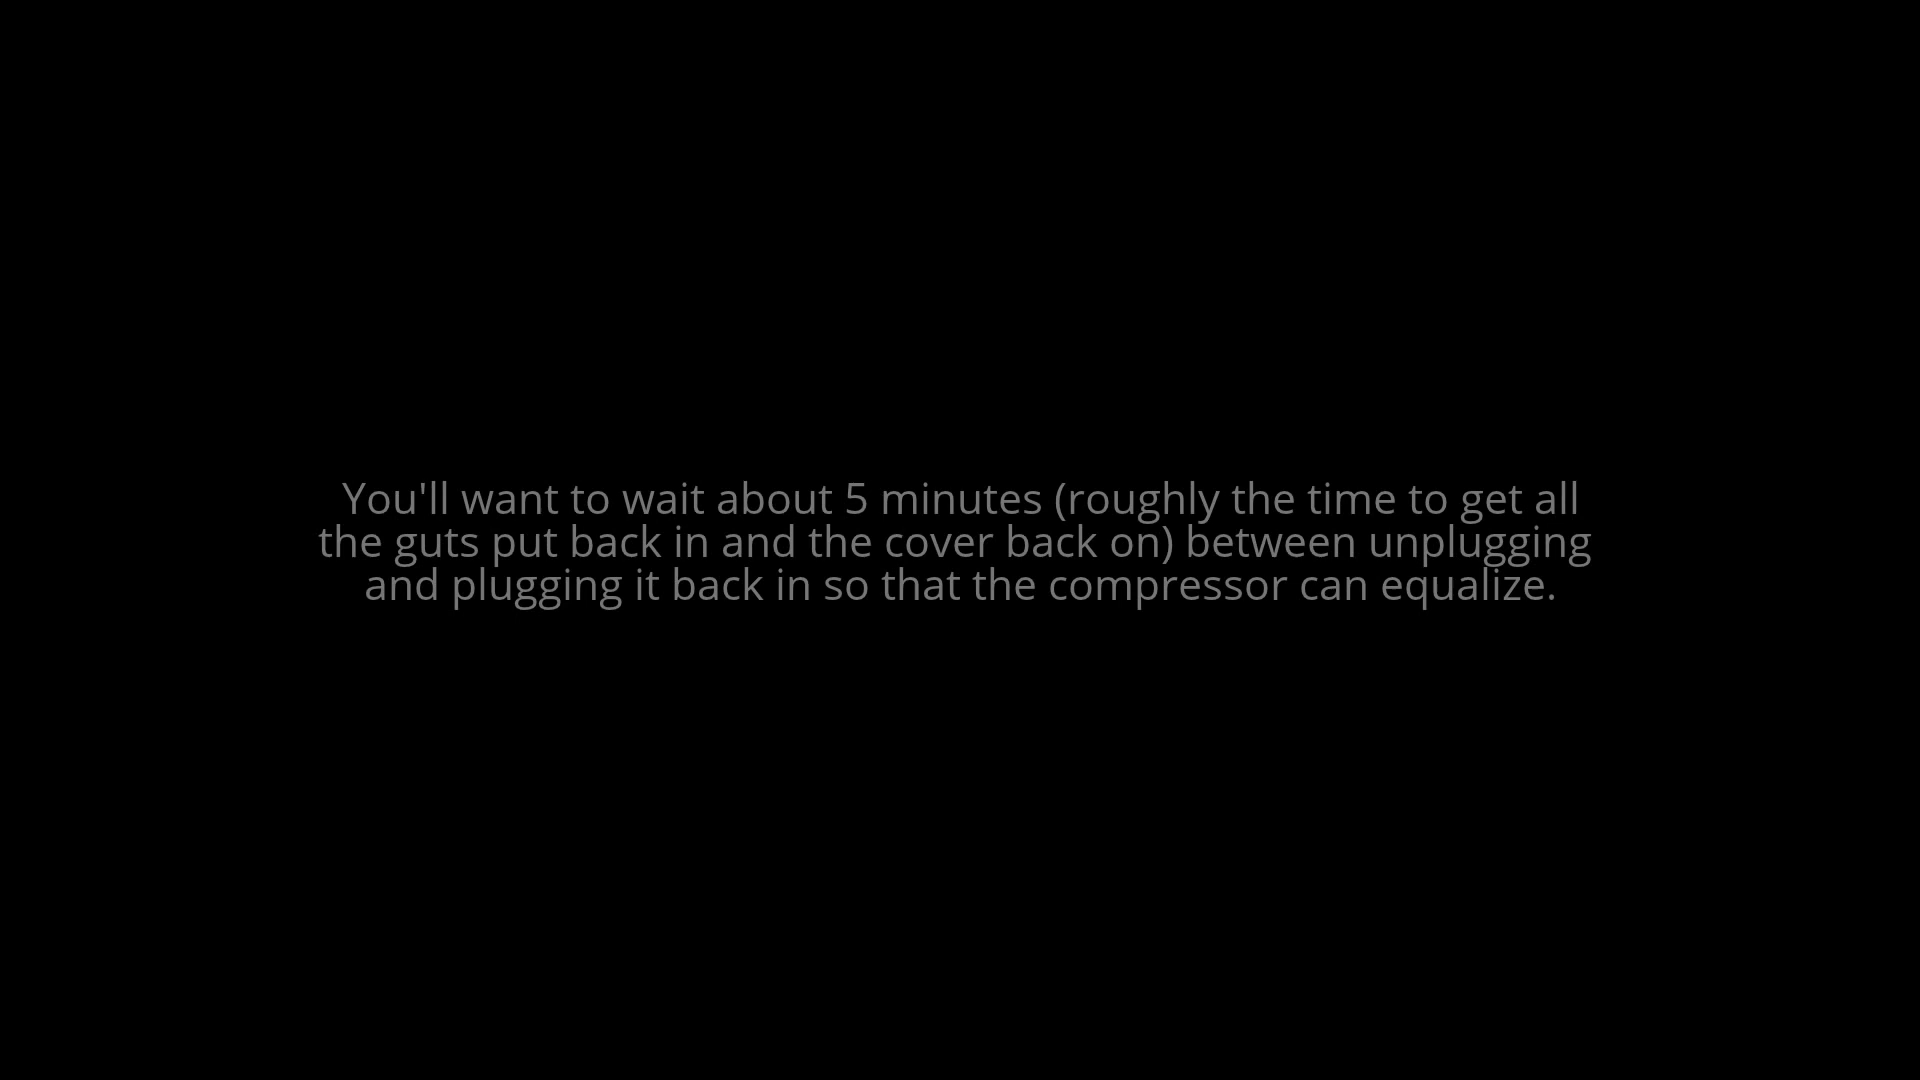 You'll want to wait about 5 minutes (roughly the time to get all
the guts put back in and the cover back on) between unplugging
and plugging it back in so that the compressor can equalize.